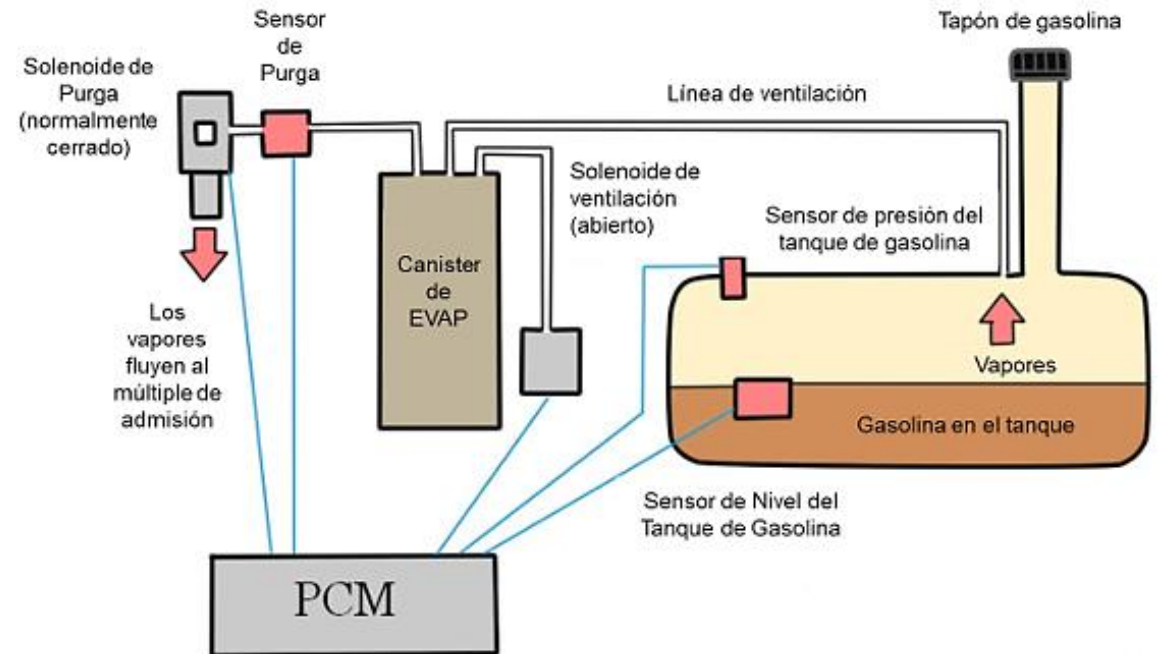 Sensor
de
Purga
Tapón de gasolina
Solenoide de
Purga
(normalmente
cerrado)
Línea de ventilación
Solenoide de
ventilación
(abierto)
Sensor de presión del
tanque de gasolina
Canister
de
EVAP
Los
vapores
fluyen al
múltiple de
admisión
Vapores
Gasolina en el tanque
Sensor de Nivel del
Tanque de Gasolina
PCM